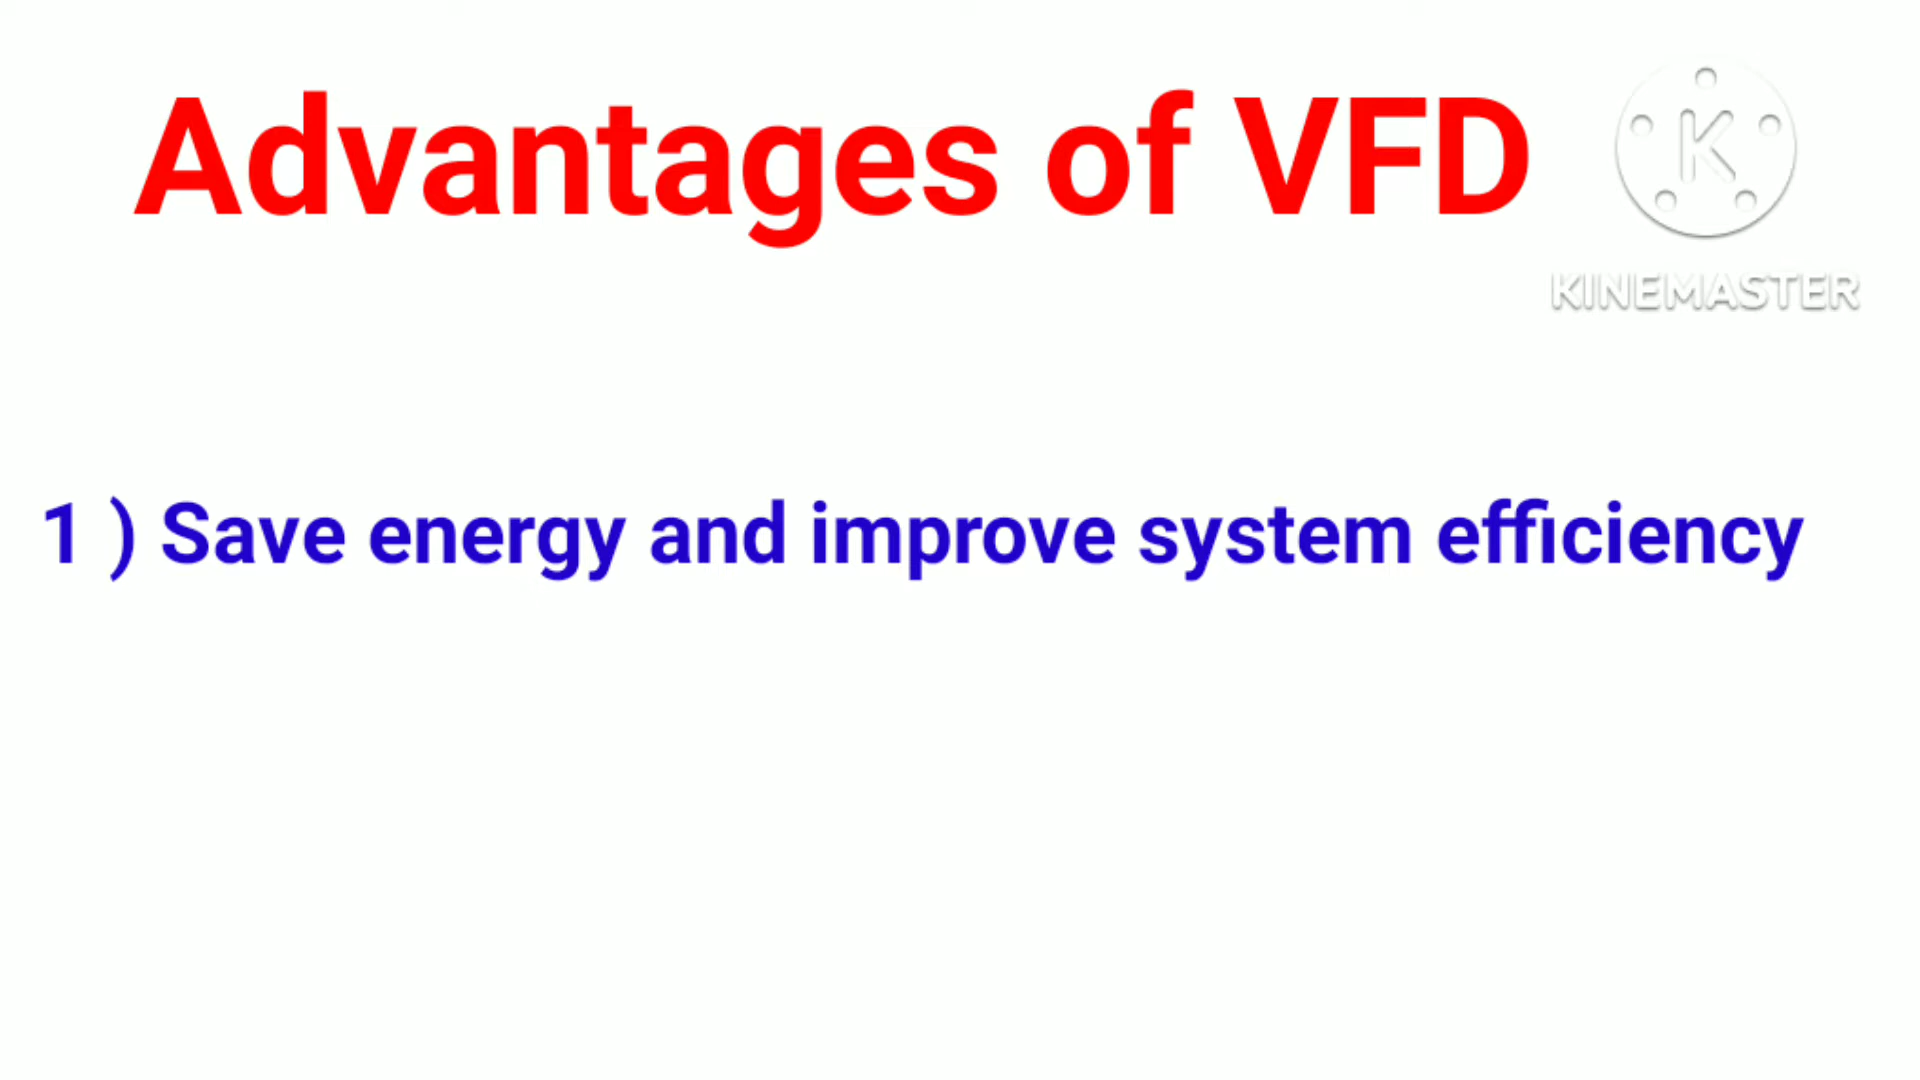 Advantages of VFD
K
KINEMASTER
1 ) Save energy and improve system efficiency